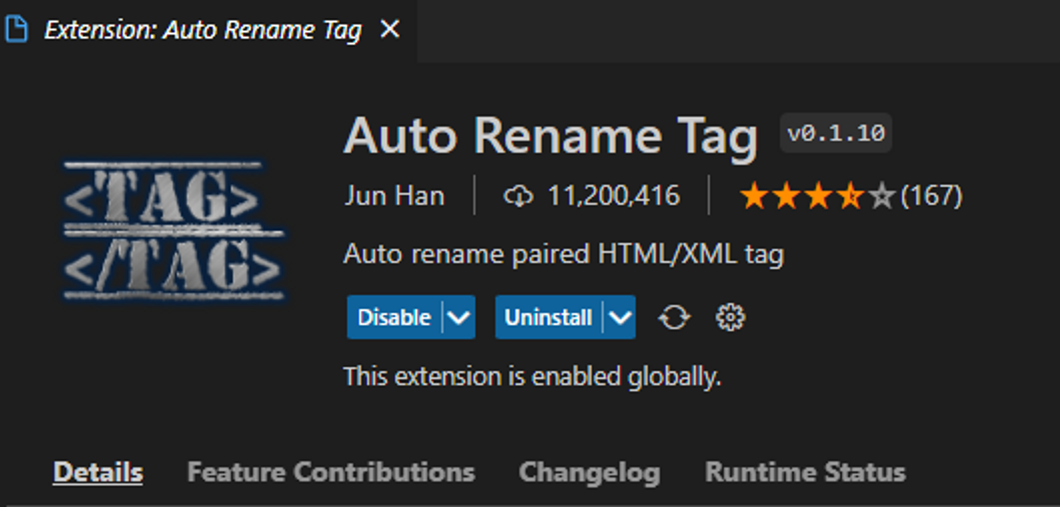 Extension: Auto Rename Tag
<TAG>
</TAG>
Auto Rename Tag v0.1.10
Jun Han 11,200,416 (167)
Auto rename paired HTML/XML tag
Disable Uninstall
This extension is enabled globally.
Details Feature Contributions Changelog Runtime Status